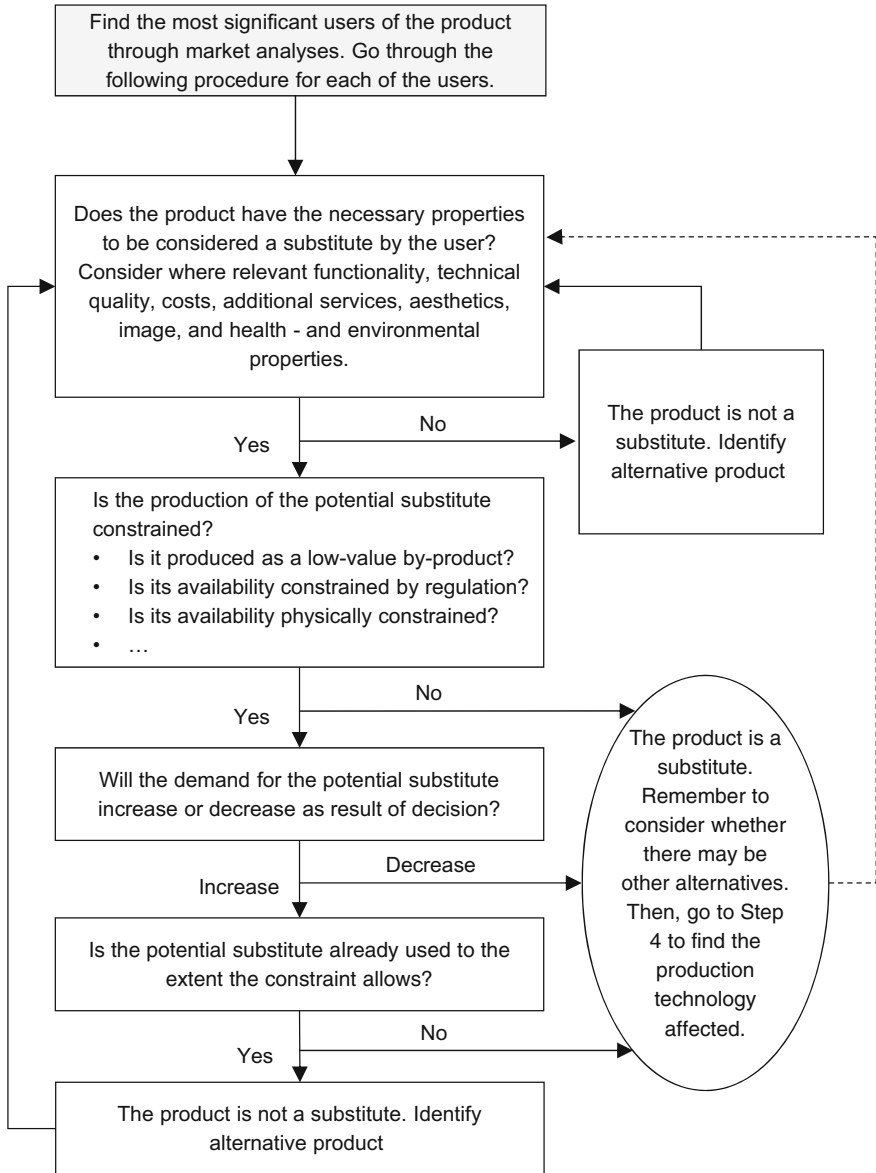 Find the most significant users of the product
through market analyses. Go through the
following procedure for each of the users.
Does the product have the necessary properties
to be considered a substitute by the user?
Consider where relevant functionality, technical
quality, costs, additional services, aesthetics,
image, and health - and environmental
properties.
No
Yes
The product is not a
substitute. Identify
alternative product
Is the production of the potential substitute
constrained?
• Is it produced as a low-value by-product?
• Is its availability constrained by regulation?
• Is its availability physically constrained?
• …
No
Yes
Will the demand for the potential substitute
increase or decrease as result of decision?
Decrease
Increase
The product is a
substitute.
Remember to
consider whether
there may be
other alternatives.
Then, go to Step
4 to find the
production
technology
affected.
Is the potential substitute already used to the
extent the constraint allows?
No
Yes
The product is not a substitute. Identify
alternative product